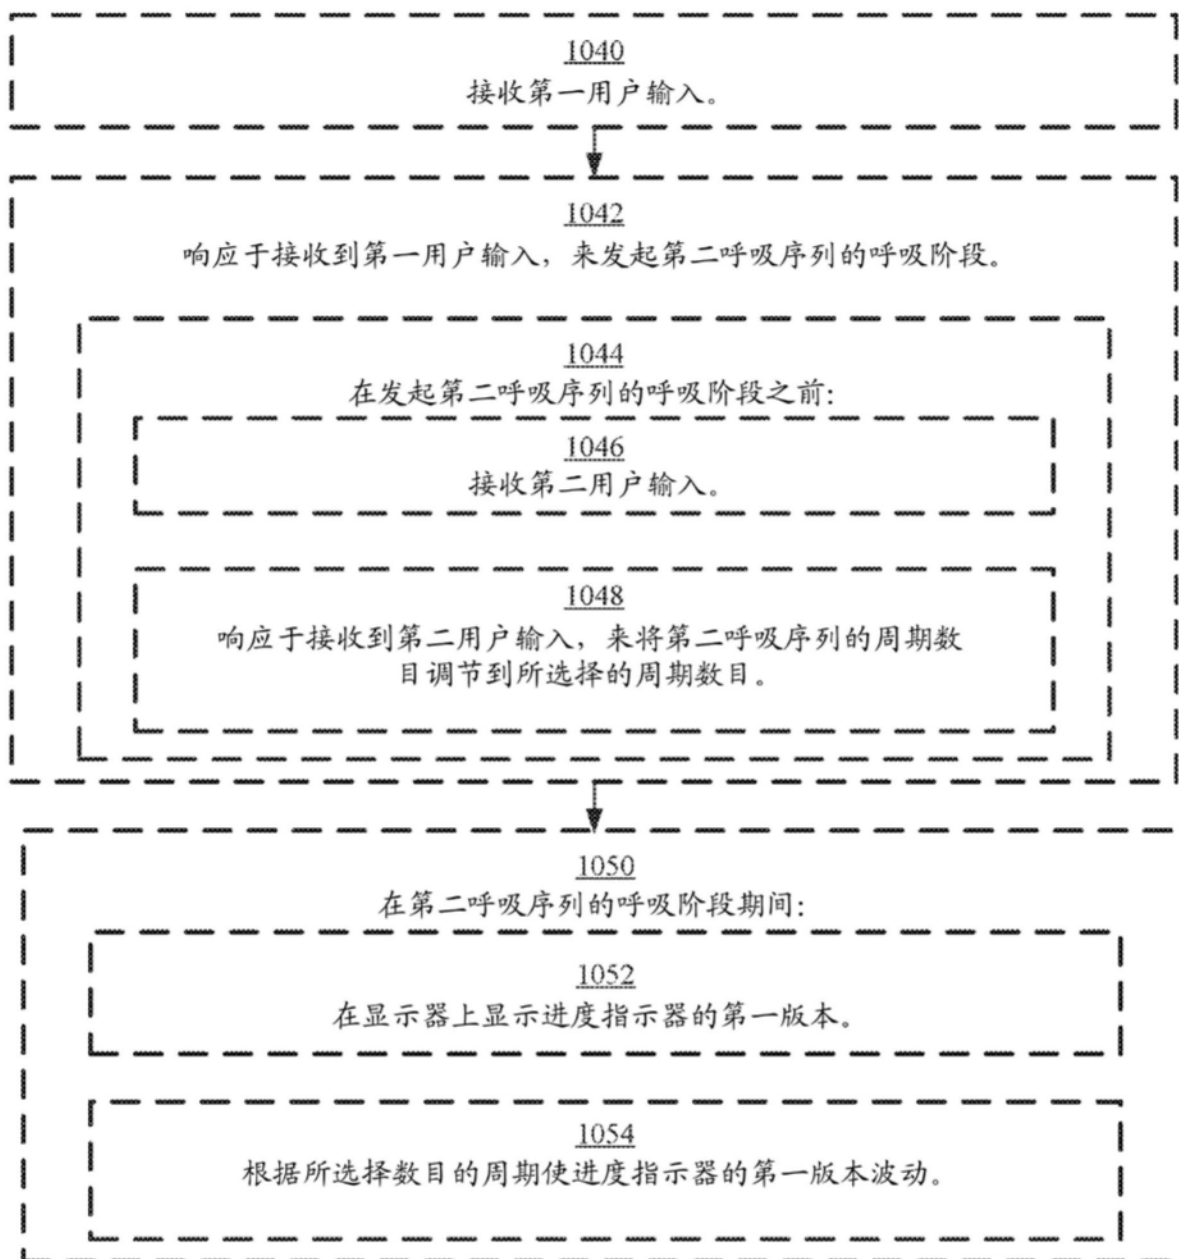 1040
接收第一用户输入。
1042
响应于接收到第一用户输入，来发起第二呼吸序列的呼吸阶段。
1044
在发起第二呼吸序列的呼吸阶段之前：
1046
接收第二用户输入。
1048
响应于接收到第二用户输入，来将第二呼吸序列的周期数
目调节到所选择的周期数目。
1050
在第二呼吸序列的呼吸阶段期间：
1052
在显示器上显示进度指示器的第一版本。
1054
根据所选择数目的周期使进度指示器的第一版本波动。